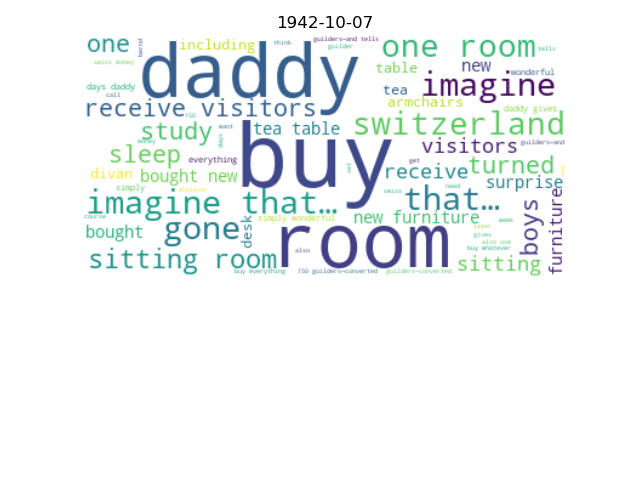 1942-10-07
one
bernd
including
think
guilders—and tells
guilder
one room
tells
swiss money
daddy
table
new
wonderful
days daddy
call
tea
imagine
receive visitors
f50
armchairs
daddy gives
study
days
want
tea table
switzerland
money
buy
visitors
guilders—and
sleep
everything
get
receive
turned
divan
bought new
set
surprise
simply
whatever
swiss
need
imagine that…
that…
boys
furniture
course
simply wonderful
new furniture
week
bought
gone
desk
room
later
gives
also use
also
buy whatever
sitting room
sitting
buy everything
f50 guilders—converted
guilders—converted